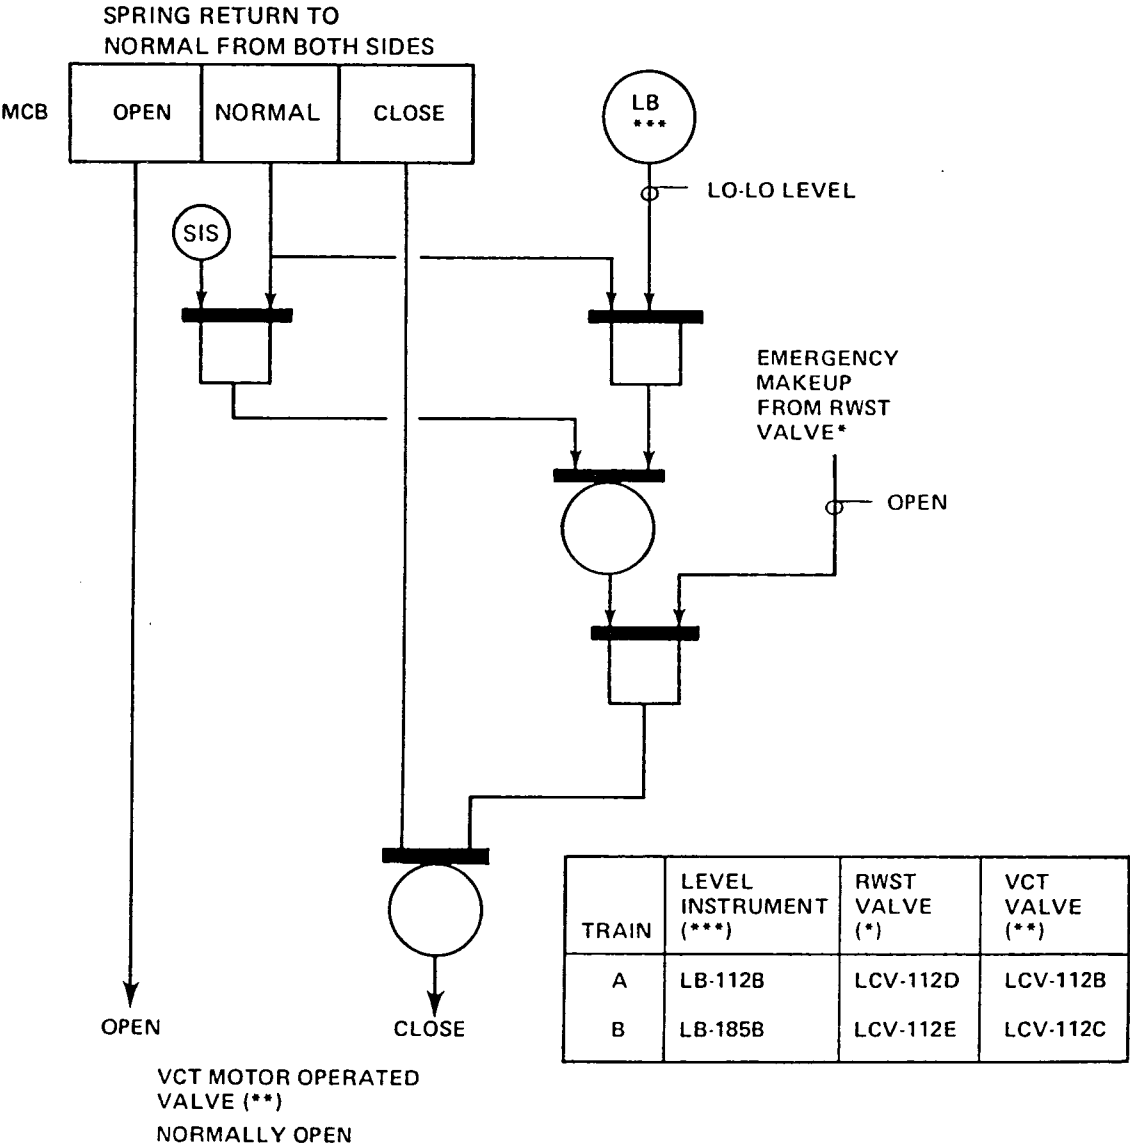 SPRING RETURN TO
NORMAL FROM BOTH SIDES
MCB OPEN NORMAL CLOSE
LB
***
LO-LO LEVEL
SIS
EMERGENCY
MAKEUP
FROM RWST
VALVE*
OPEN
OPEN
CLOSE
VCT MOTOR OPERATED
VALVE (**)
NORMALLY OPEN
TRAIN
LEVEL
INSTRUMENT
(***)
RWST
VALVE
(*)
VCT
VALVE
(**)
A LB-112B LCV-112D LCV-112B
B LB-185B LCV-112E LCV-112C